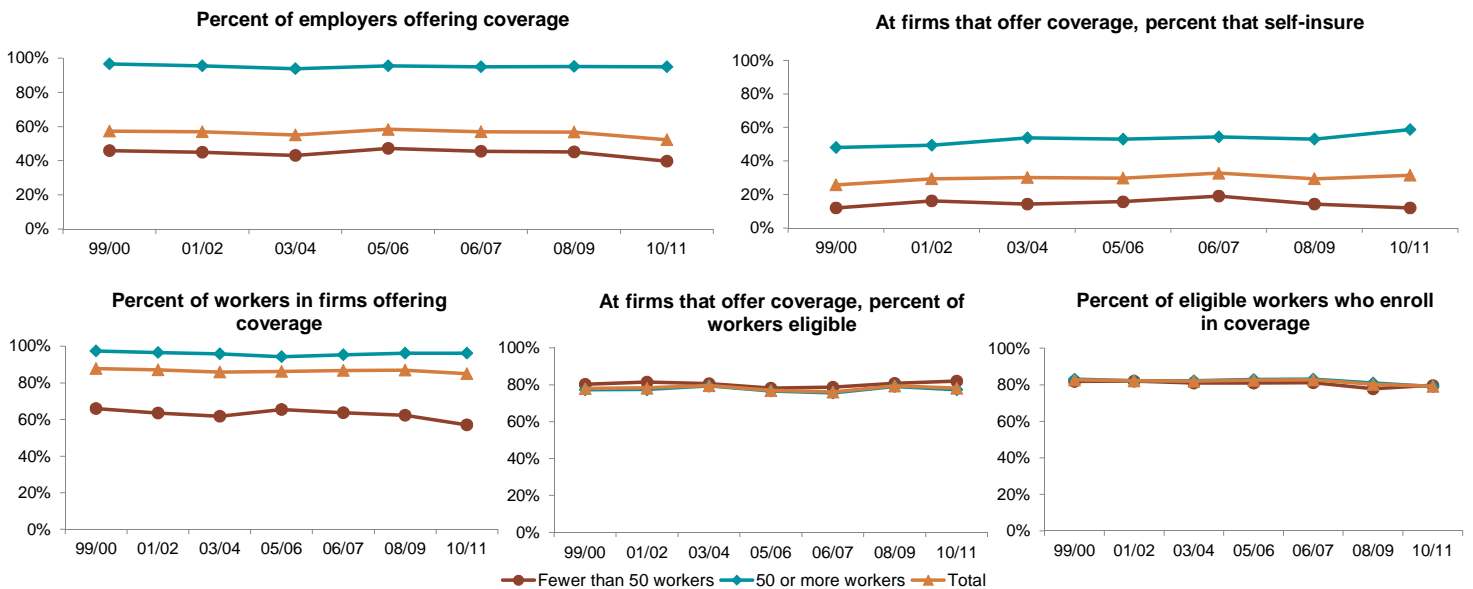 Percent of employers offering coverage
100%
80%
60%
40%
20%
0%
99/00 01/02 03/04 05/06 06/07 08/09 10/11
At firms that offer coverage, percent that self-insure
100%
80%
60%
40%
20%
0%
99/00 01/02 03/04 05/06 06/07 08/09 10/11
Percent of workers in firms offering
coverage
100%
80%
60%
40%
20%
0%
99/00 01/02 03/04 05/06 06/07 08/09 10/11
At firms that offer coverage, percent of
workers eligible
100%
80%
60%
40%
20%
0%
99/00 01/02 03/04 05/06 06/07 08/09 10/11
Percent of eligible workers who enroll
in coverage
100%
80%
60%
40%
20%
0%
99/00 01/02 03/04 05/06 06/07 08/09 10/11
Fewer than 50 workers 50 or more workers Total